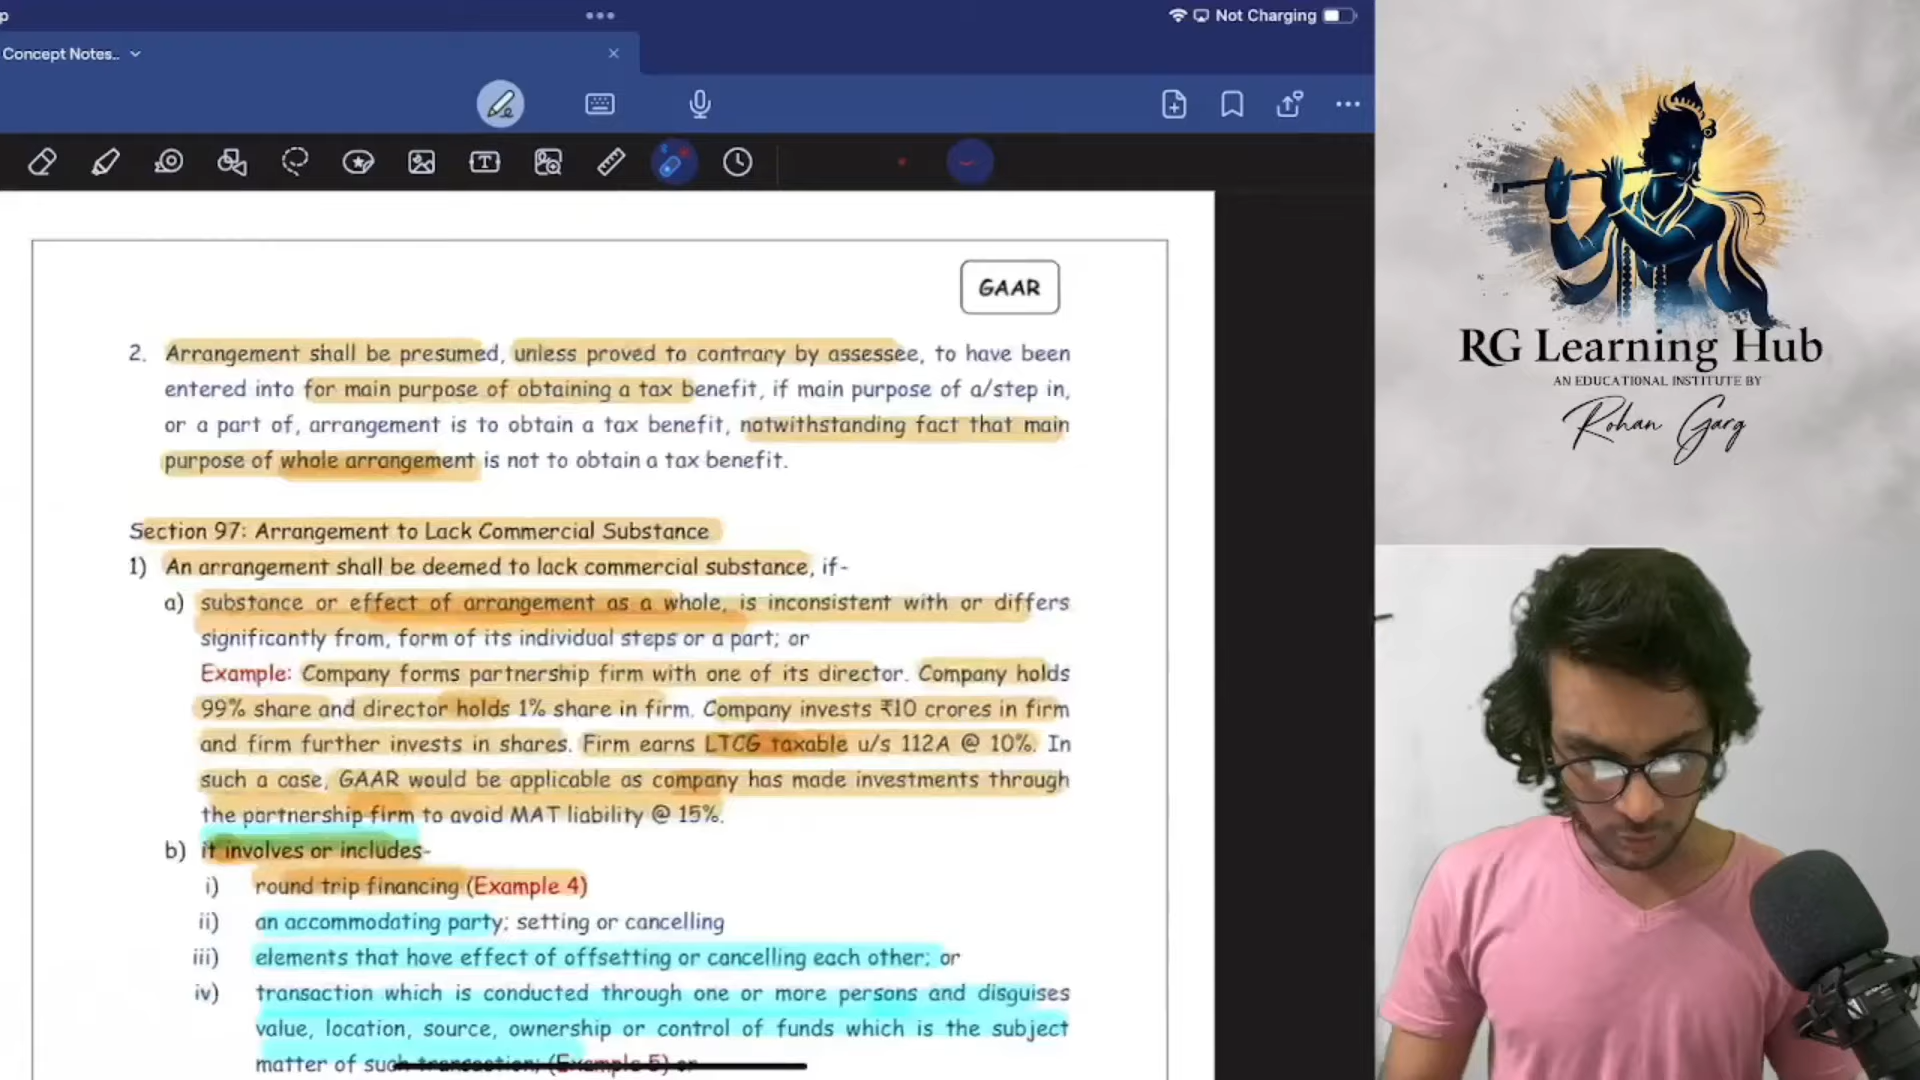 p
Not Charging
Concept Notes..
GAAR
2. Arrangement shall be presumed, unless proved to contrary by assessee, to have been
entered into for main purpose of obtaining a tax benefit, if main purpose of a/step in,
or a part of, arrangement is to obtain a tax benefit, notwithstanding fact that main
purpose of whole arrangement is not to obtain a tax benefit.
Section 97: Arrangement to Lack Commercial Substance
1) An arrangement shall be deemed to lack commercial substance, if-
a) substance or effect of arrangement as a whole, is inconsistent with or differs
significantly from, form of its individual steps or a part; or
Example: Company forms partnership firm with one of its director. Company holds
99% share and director holds 1% share in firm. Company invests ₹10 crores in firm
and firm further invests in shares. Firm earns LTCG taxable u/s 112A @ 10%. In
such a case, GAAR would be applicable as company has made investments through
the partnership firm to avoid MAT liability @ 15%.
b) it involves or includes-
i) round trip financing (Example 4)
ii) an accommodating party; setting or cancelling
iii) elements that have effect of offsetting or cancelling each other; or
iv) transaction which is conducted through one or more persons and disguises
value, location, source, ownership or control of funds which is the subject
matter of such transaction; (Example 5) or
RG Learning Hub
AN EDUCATIONAL INSTITUTE BY
Rohan Garg